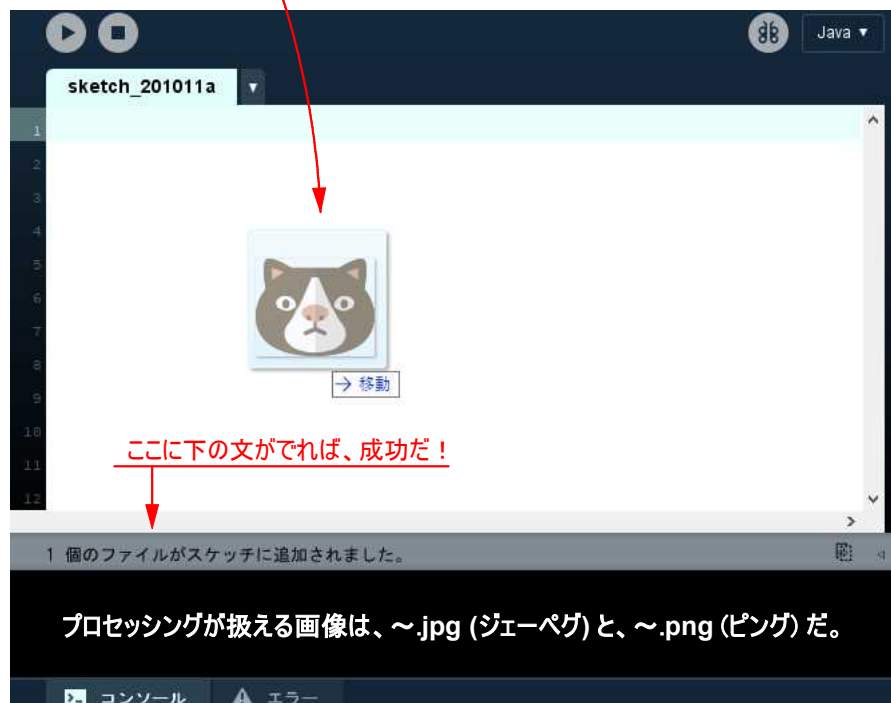 Java ▼
sketch_201011a ▼
1
2
3
4
5
6
7
8
9
10
11
12
→ 移動
ここに下の文がでれば、成功だ！
1 個のファイルがスケッチに追加されました。
プロセッシングが扱える画像は、～.jpg (ジェーペグ) と、～.png（ピング）だ。
コンソール エラー